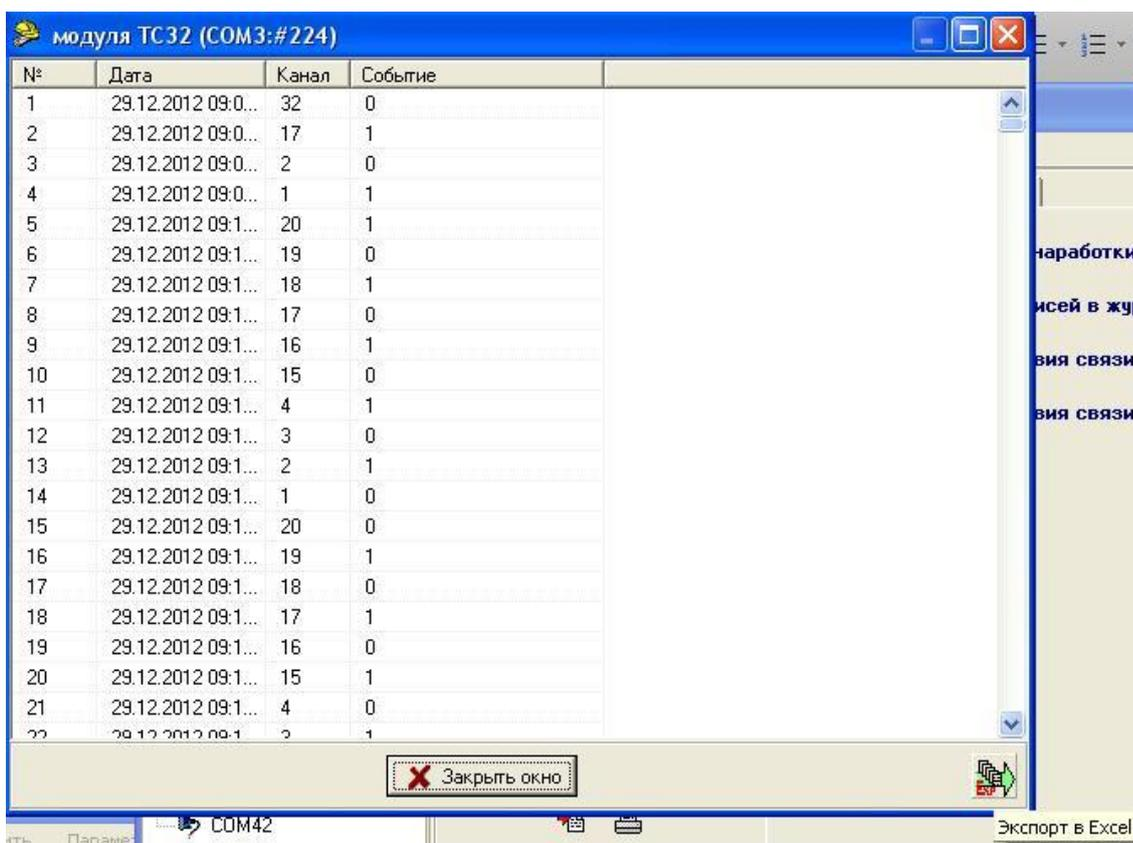 модуля ТС32 (COM3:#224)
№ Дата Канал Событие
1 29.12.2012 09:0... 32 0
2 29.12.2012 09:0... 17 1
3 29.12.2012 09:0... 2 0
4 29.12.2012 09:0... 1 1
5 29.12.2012 09:1... 20 1
6 29.12.2012 09:1... 19 0
7 29.12.2012 09:1... 18 1
8 29.12.2012 09:1... 17 0
9 29.12.2012 09:1... 16 1
10 29.12.2012 09:1... 15 0
11 29.12.2012 09:1... 4 1
12 29.12.2012 09:1... 3 0
13 29.12.2012 09:1... 2 1
14 29.12.2012 09:1... 1 0
15 29.12.2012 09:1... 20 0
16 29.12.2012 09:1... 19 1
17 29.12.2012 09:1... 18 0
18 29.12.2012 09:1... 17 1
19 29.12.2012 09:1... 16 0
20 29.12.2012 09:1... 15 1
21 29.12.2012 09:1... 4 0
22 29.12.2012 09:1... 3 1
Закрыть окно
EXP
наработки
исей в жу
вия связи
вия связи
COM42
Экспорт в Excel